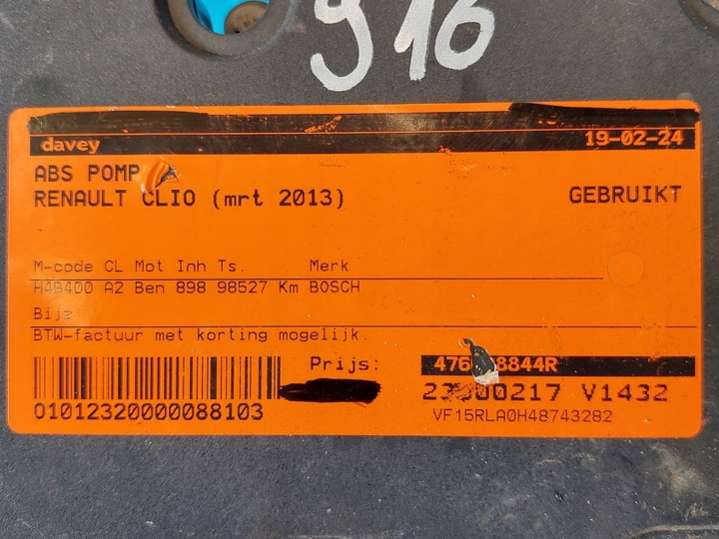 916
davey
19-02-24
ABS POMP
RENAULT CLIO (mrt 2013)
GEBRUIKT
M-code CL Mot Inh Ts. Merk
H4B400 A2 Ben 898 98527 Km BOSCH
Bijz
BTW-factuur met korting mogelijk.
Prijs:
V1432
01012320000088103
VF15RLA0H48743282